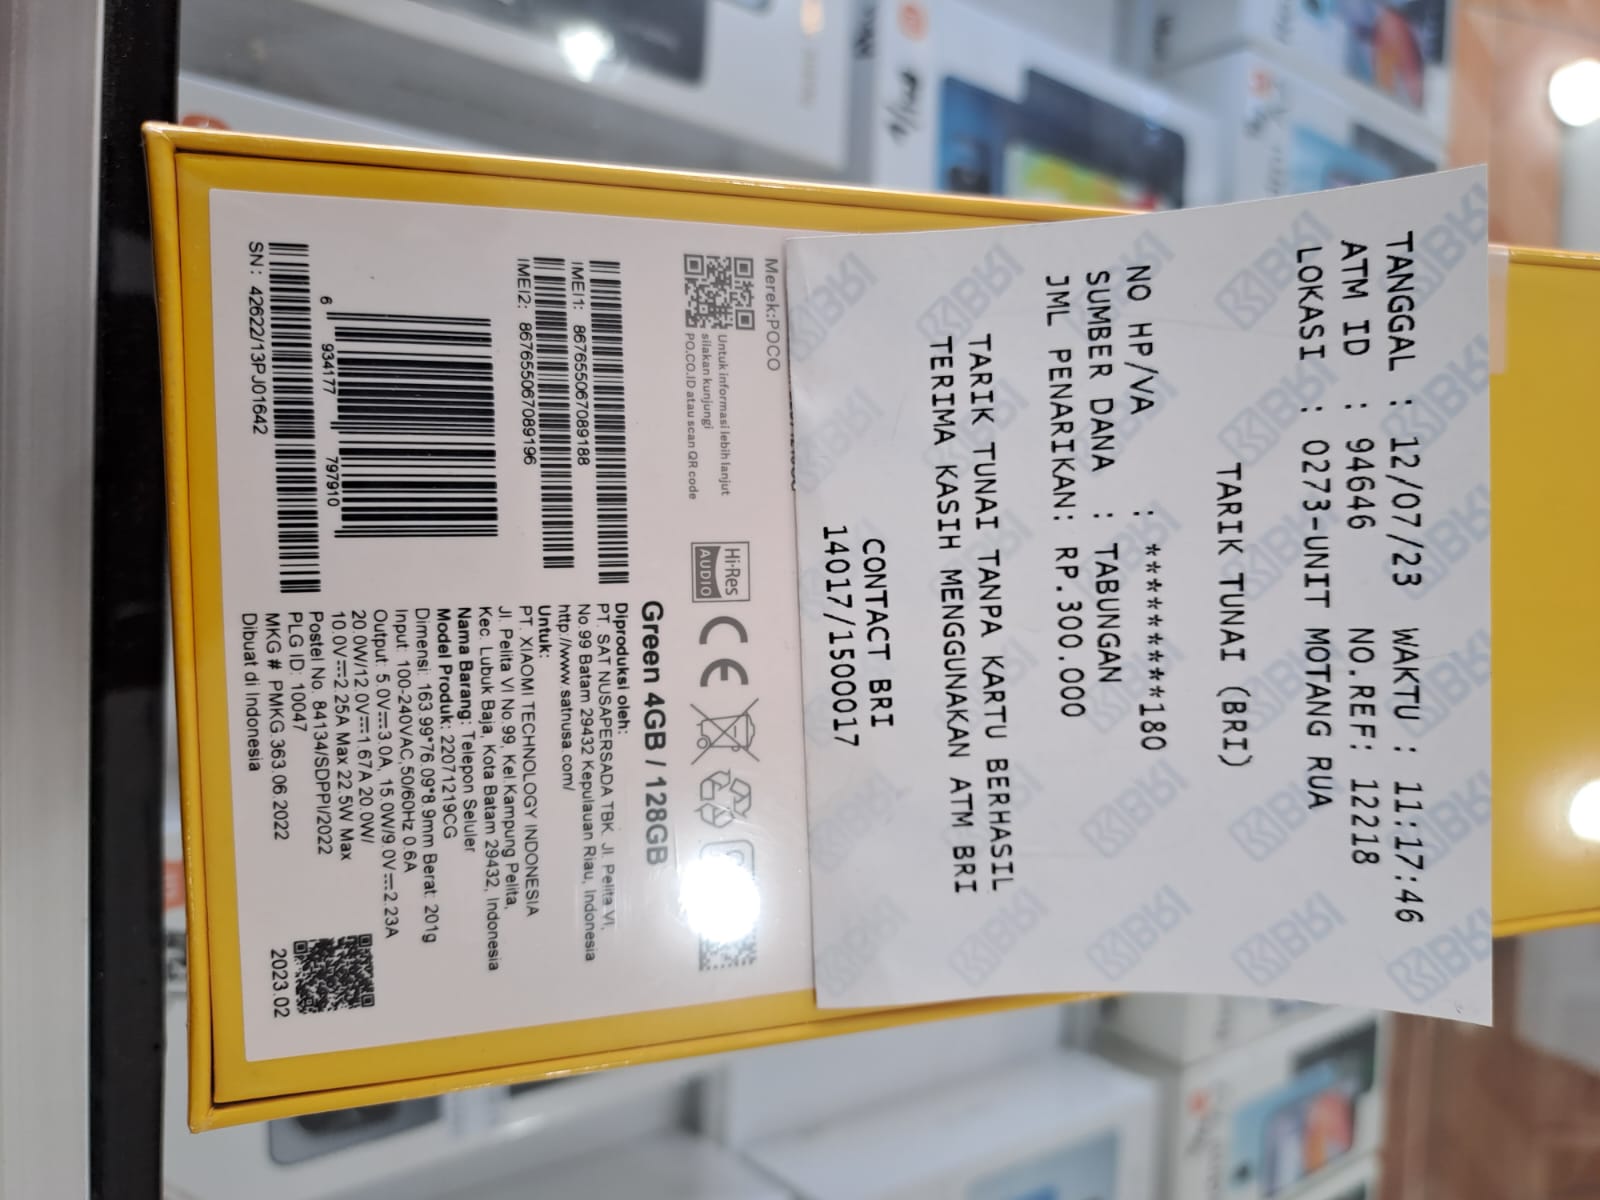 TANGGAL : 12/07/23 WAKTU : 11:17:46
ATM ID : 94646 NO.REF: 12218
LOKASI : 0273-UNIT MOTANG RUA
TARIK TUNAI (BRI)
NO HP/VA : *********180
SUMBER DANA : TABUNGAN
JML PENARIKAN: RP.300.000
TARIK TUNAI TANPA KARTU BERHASIL
TERIMA KASIH MENGGUNAKAN ATM BRI
CONTACT BRI
14017/1500017
Merek:POCO
Untuk informasi lebih lanjut
silakan kunjungi
PO.CO.ID atau scan QR code
Hi-Res
AUDIO
CE
Green 4GB / 128GB
IMEI1: 867655067089188
IMEI2: 867655067089196
6 934177 797910
SN: 42622/13PJ01642
Diproduksi oleh:
PT. SAT NUSAPERSADA TBK. Jl. Pelita VI,
No.99 Batam 29432 Kepulauan Riau, Indonesia
http://www.satnusa.com/
Untuk:
PT. XIAOMI TECHNOLOGY INDONESIA
Jl. Pelita VI No.99, Kel.Kampung Pelita,
Kec. Lubuk Baja, Kota Batam 29432, Indonesia
Nama Barang: Telepon Seluler
Model Produk: 22071219CG
Dimensi: 163.99*76.09*8.9mm Berat: 201g
Input: 100-240VAC,50/60Hz 0.6A
Output: 5.0V⎓3.0A, 15.0W/9.0V⎓2.23A
20.0W/12.0V⎓1.67A 20.0W/
10.0V⎓2.25A Max 22.5W Max
Postel No. 84134/SDPPI/2022
PLG ID: 10047
MKG # PMKG.363.06.2022
Dibuat di Indonesia
2023.02
BRI